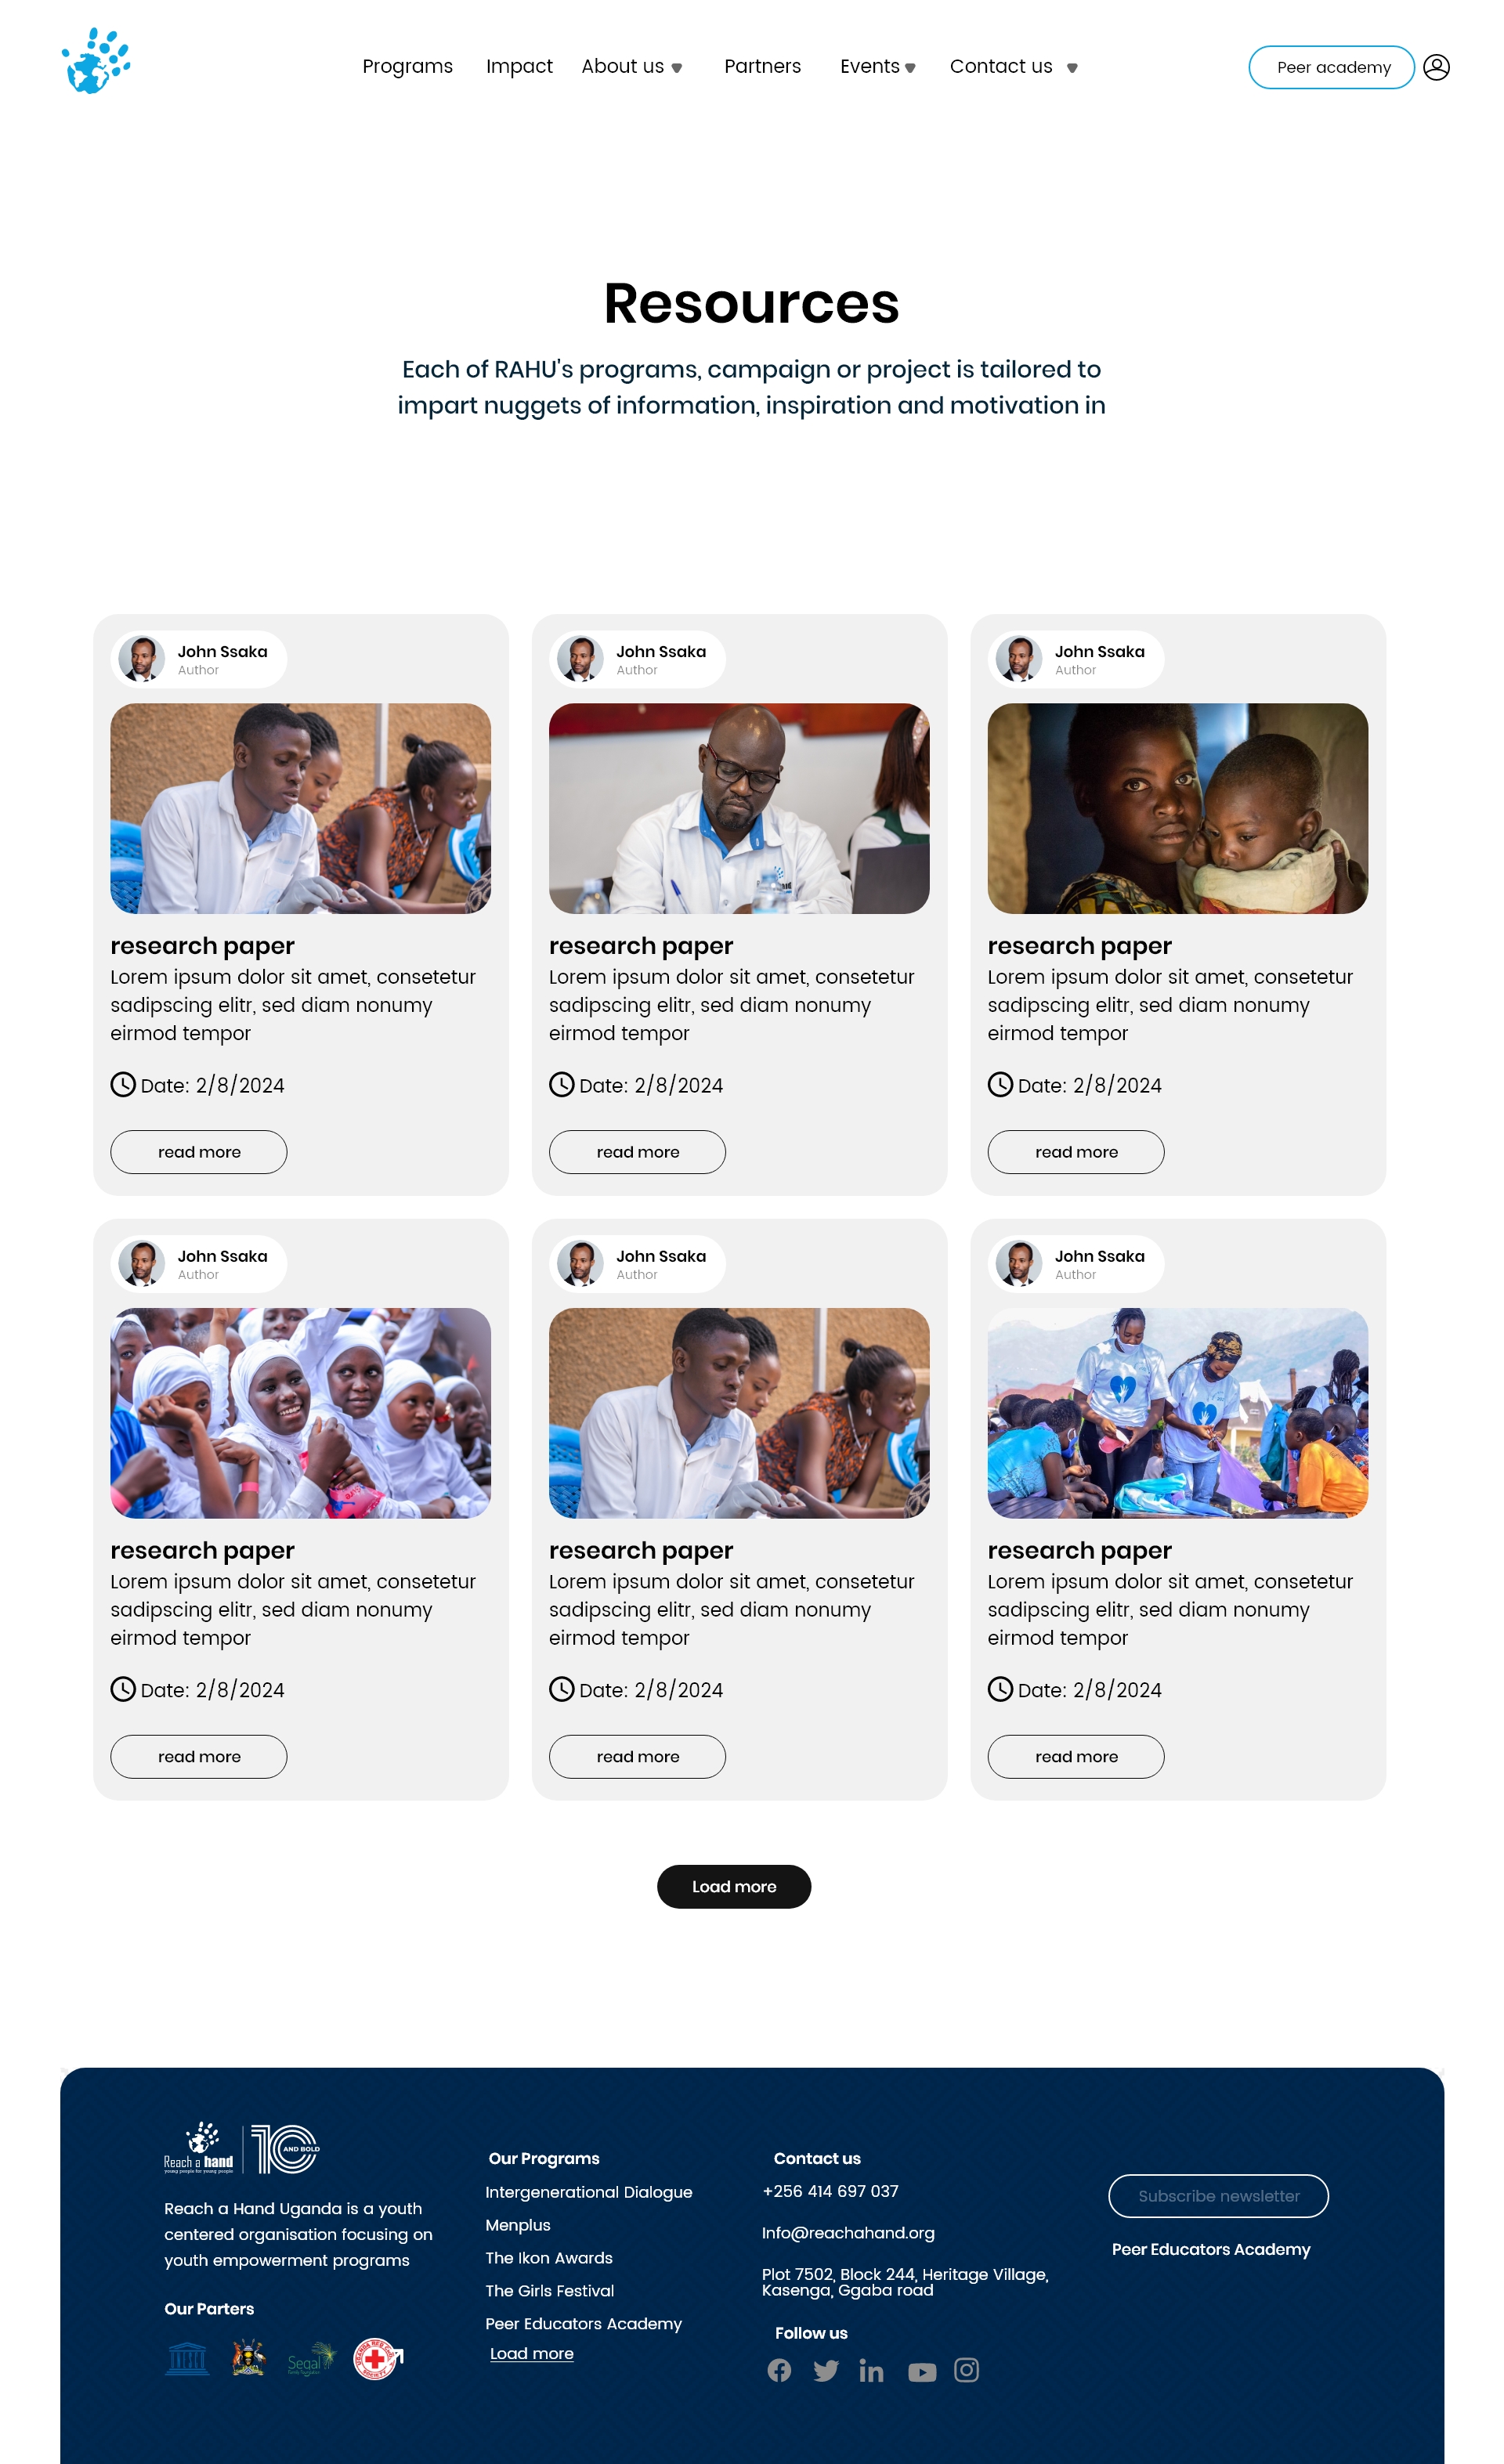 Programs Impact About us Partners Events Contact us Peer academy
Resources
Each of RAHU's programs, campaign or project is tailored to
impart nuggets of information, inspiration and motivation in
John Ssaka
Author
research paper
Lorem ipsum dolor sit amet, consetetur
sadipscing elitr, sed diam nonumy
eirmod tempor
Date: 2/8/2024
read more
John Ssaka
Author
research paper
Lorem ipsum dolor sit amet, consetetur
sadipscing elitr, sed diam nonumy
eirmod tempor
Date: 2/8/2024
read more
John Ssaka
Author
research paper
Lorem ipsum dolor sit amet, consetetur
sadipscing elitr, sed diam nonumy
eirmod tempor
Date: 2/8/2024
read more
John Ssaka
Author
research paper
Lorem ipsum dolor sit amet, consetetur
sadipscing elitr, sed diam nonumy
eirmod tempor
Date: 2/8/2024
read more
John Ssaka
Author
research paper
Lorem ipsum dolor sit amet, consetetur
sadipscing elitr, sed diam nonumy
eirmod tempor
Date: 2/8/2024
read more
John Ssaka
Author
research paper
Lorem ipsum dolor sit amet, consetetur
sadipscing elitr, sed diam nonumy
eirmod tempor
Date: 2/8/2024
read more
Load more
Reach a hand
young people for young people
10 AND BOLD
Reach a Hand Uganda is a youth
centered organisation focusing on
youth empowerment programs
Our Parters
Segal
UGANDA RED CROSS SOCIETY
Our Programs
Intergenerational Dialogue
Menplus
The Ikon Awards
The Girls Festival
Peer Educators Academy
Load more
Contact us
+256 414 697 037
Info@reachahand.org
Plot 7502, Block 244, Heritage Village,
Kasenga, Ggaba road
Follow us
Subscribe newsletter
Peer Educators Academy